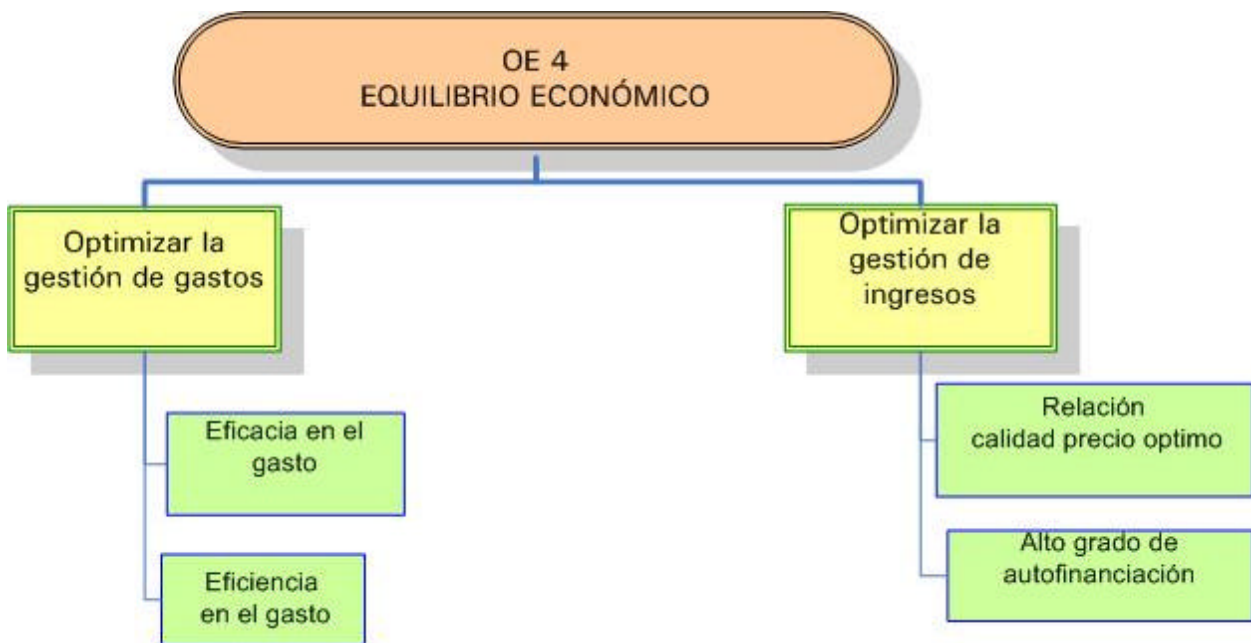 OE 4
EQUILIBRIO ECONÓMICO
Optimizar la
gestión de gastos
Eficacia en el
gasto
Eficiencia
en el gasto
Optimizar la
gestión de
ingresos
Relación
calidad precio optimo
Alto grado de
autofinanciación